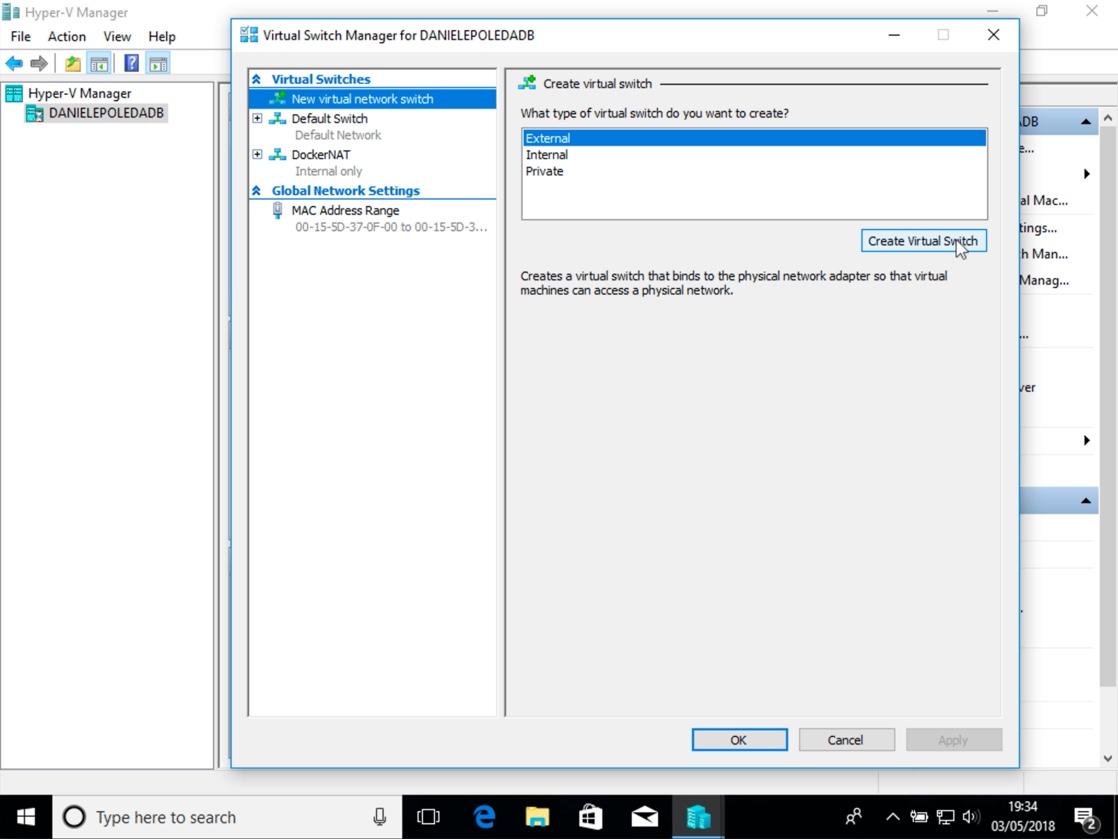 Hyper-V Manager
File Action View Help
Hyper-V Manager
DANIELEPOLEDADB
Virtual Switch Manager for DANIELEPOLEDADB
Virtual Switches
New virtual network switch
Default Switch
Default Network
DockerNAT
Internal only
Global Network Settings
MAC Address Range
00-15-5D-37-0F-00 to 00-15-5D-3...
Create virtual switch
What type of virtual switch do you want to create?
External
Internal
Private
Create Virtual Switch
Creates a virtual switch that binds to the physical network adapter so that virtual
machines can access a physical network.
OK Cancel Apply
DB
e...
al Mac...
tings...
h Man...
Manag...
...
ver
Type here to search
19:34
03/05/2018
2